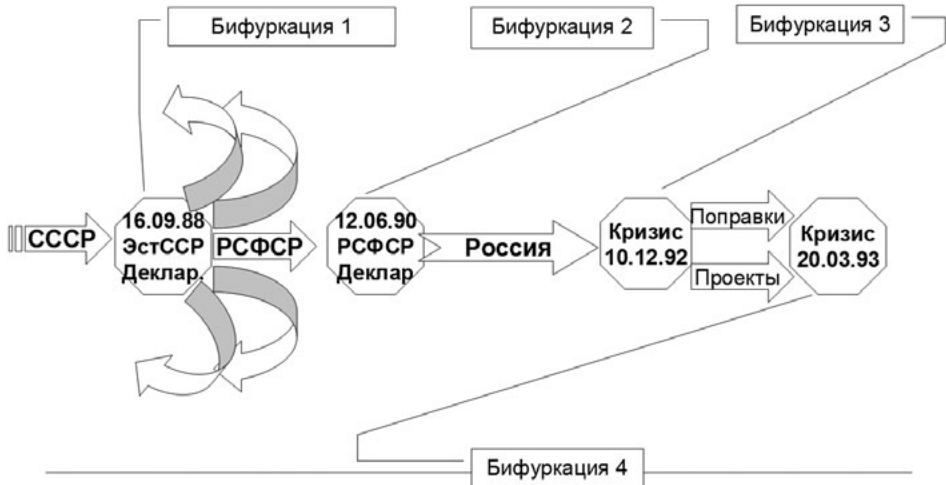 Бифуркация 1
Бифуркация 2
Бифуркация 3
СССР
16.09.88
ЭстССР
Деклар.
РСФСР
12.06.90
РСФСР
Деклар
Россия
Кризис
10.12.92
Поправки
Проекты
Кризис
20.03.93
Бифуркация 4